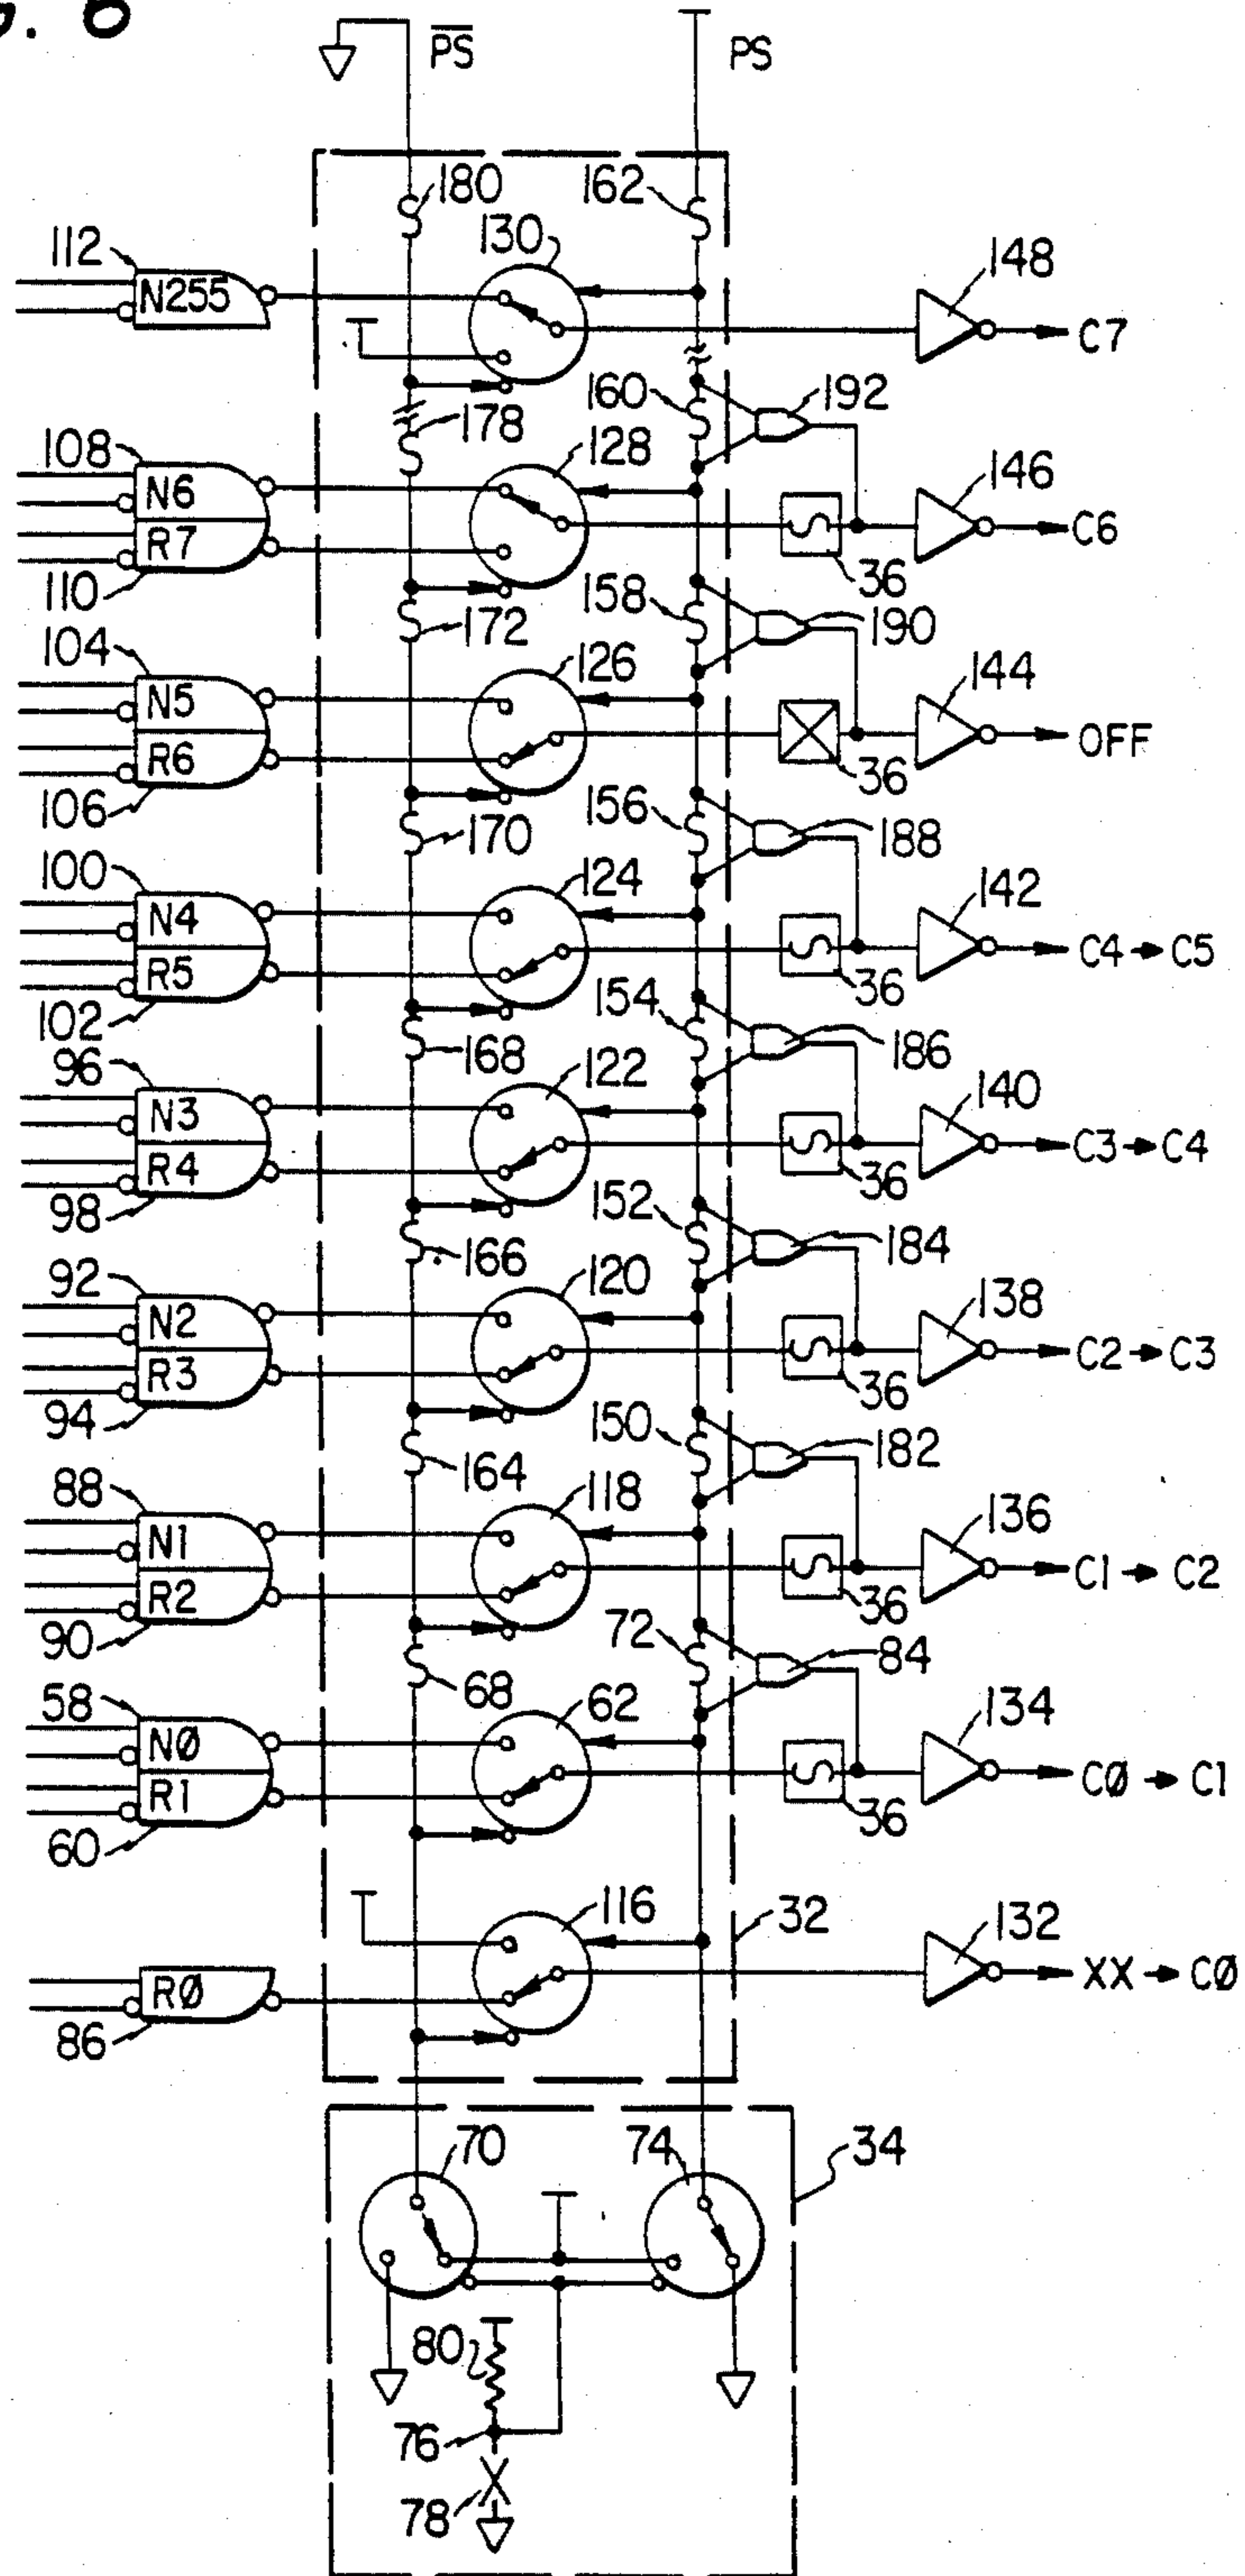 G. 6
PS PS
180 162
112 130 148
N255 C7
160 192
178
108 128 146
N6 C6
R7 36
110 172 158 190
104 126 144
N5 OFF
R6 36
106 170 156 188
100 124 142
N4 C4 → C5
R5 36
102 168 154 186
96 122 140
N3 C3 → C4
R4 36
98 166 152 184
92 120 138
N2 C2 → C3
R3 36
94 164 150 182
88 118 136
N1 C1 → C2
R2 36
90 68 72 84
58 62 134
NØ CØ → C1
R1 36
60
116 32 132
RØ XX → CØ
86
70 74 34
80
76
78